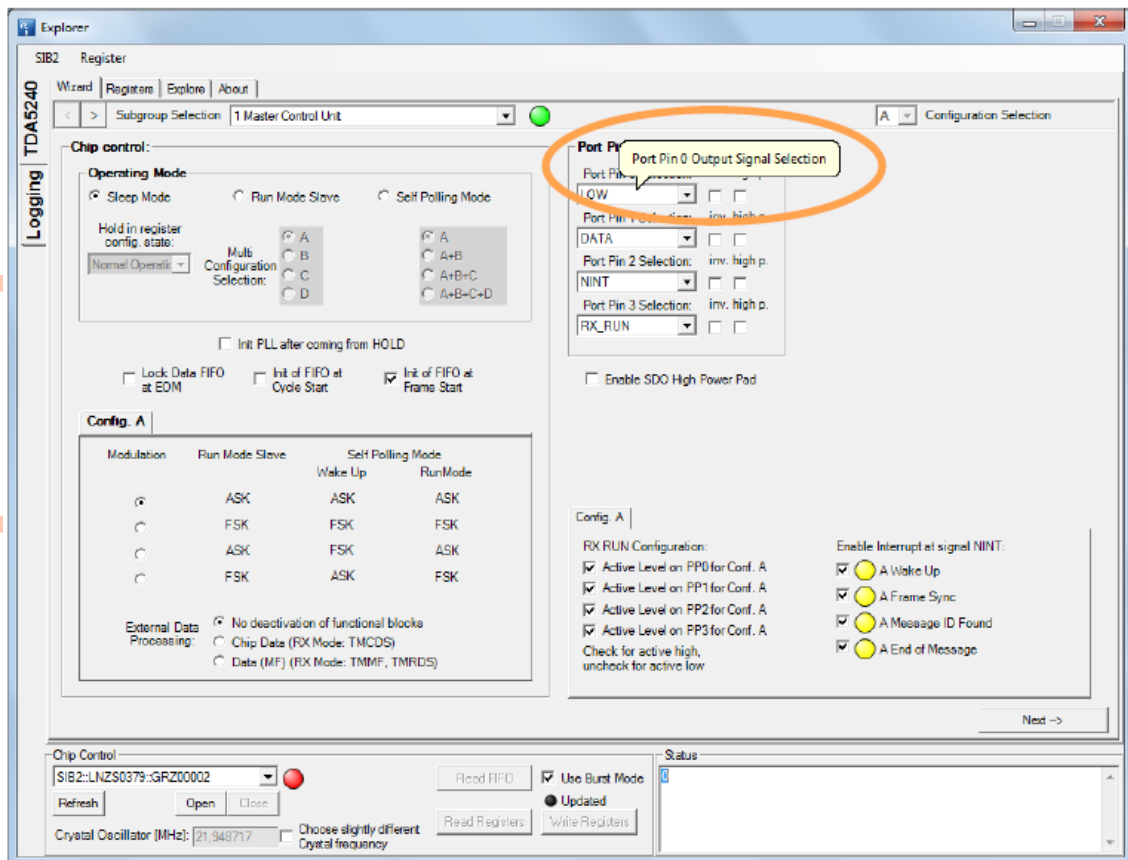 Explorer
SIB2 Register
TDA5240
Logging
Wizard Registers Explore About
< > Subgroup Selection 1 Master Control Unit A Configuration Selection
Chip control:
Operating Mode
Sleep Mode Run Mode Slave Self Polling Mode
Hold in register
config. state:
Normal Operatic
Multi
Configuration
Selection:
A
B
C
D
A
A+B
A+B+C
A+B+C+D
Init PLL after coming from HOLD
Lock Data FIFO
at EOM
Init of FIFO at
Cycle Start
Init of FIFO at
Frame Start
Config. A
Modulation Run Mode Slave Self Polling Mode
Wake Up RunMode
ASK ASK ASK
FSK FSK FSK
ASK FSK ASK
FSK ASK FSK
External Data
Processing:
No deactivation of functional blocks
Chip Data (RX Mode: TMCDS)
Data (MF) (RX Mode: TMMF, TMRDS)
Port Pin 0 Output Signal Selection
LOW
Port Pin 1 Selection: inv. high p.
DATA
Port Pin 2 Selection: inv. high p.
NINT
Port Pin 3 Selection: inv. high p.
RX_RUN
Enable SDO High Power Pad
Config. A
RX RUN Configuration:
Active Level on PP0 for Conf. A
Active Level on PP1 for Conf. A
Active Level on PP2 for Conf. A
Active Level on PP3 for Conf. A
Check for active high,
uncheck for active low
Enable Interrupt at signal NINT:
A Wake Up
A Frame Sync
A Message ID Found
A End of Message
Next -->
Chip Control
SIB2::LNZS0379::GRZ00002
Refresh Open Close
Crystal Oscillator [MHz]: 21,948717
Choose slightly different
Crystal frequency
Read FIFO Use Burst Mode
Updated
Read Registers Write Registers
Status
0